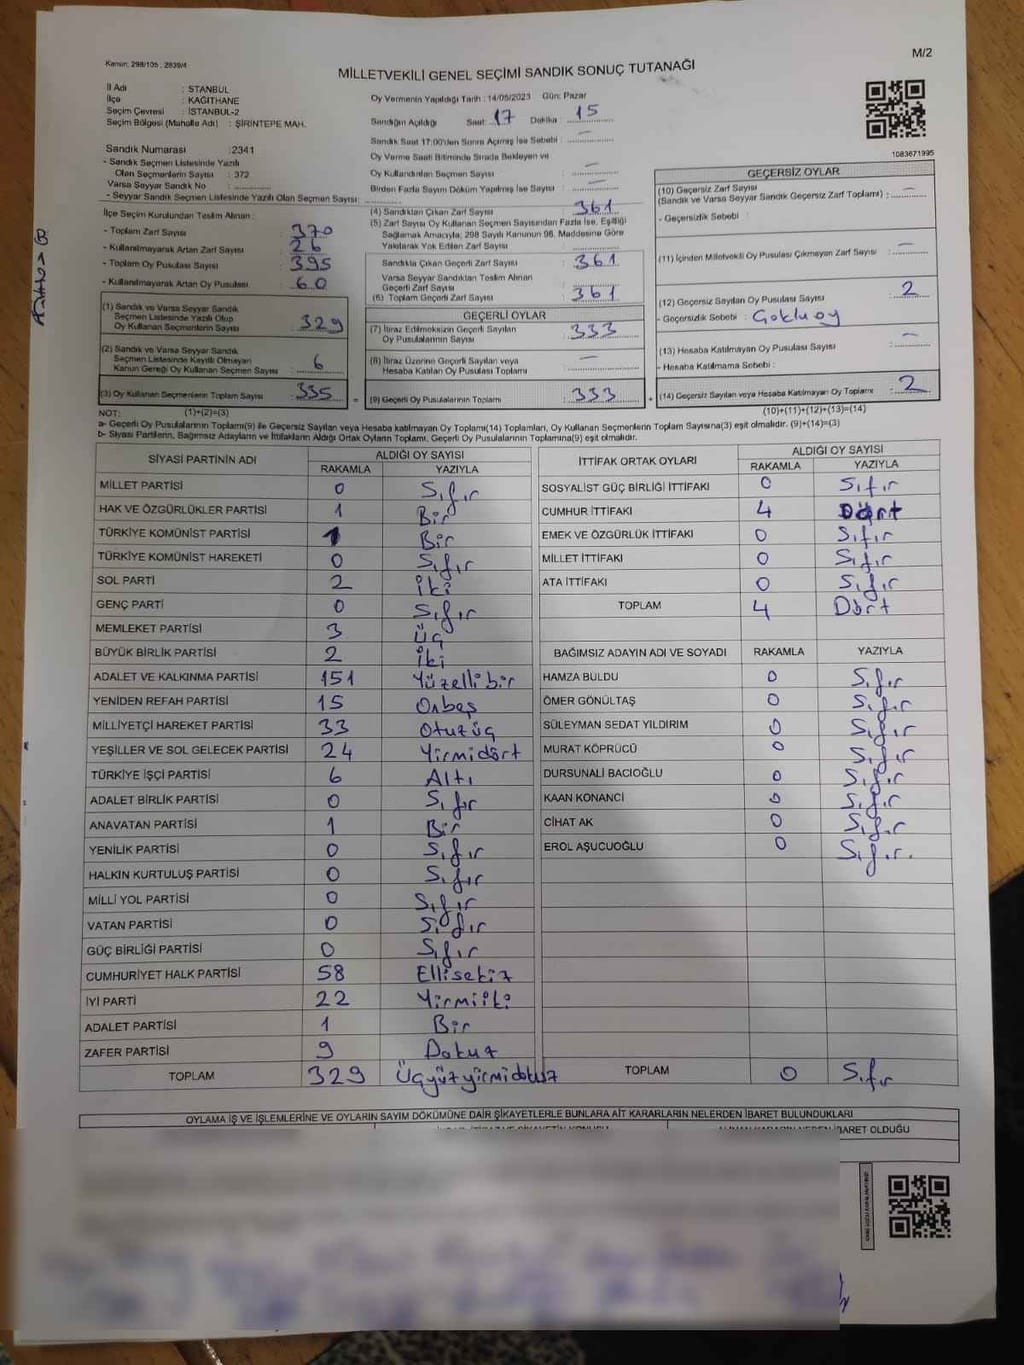 M/2
Kanun: 298/105 , 2839/4
MİLLETVEKİLİ GENEL SEÇİMİ SANDIK SONUÇ TUTANAĞI
İl Adı : İSTANBUL
İlçe : KAĞITHANE
Seçim Çevresi : İSTANBUL-2
Seçim Bölgesi (Mahalle Adı) : ŞİRİNTEPE MAH.
Oy Vermenin Yapıldığı Tarih : 14/05/2023 Gün: Pazar
Sandığın Açıldığı Saat: 17 Dakika : 15
Sandık Saat 17:00'den Sonra Açılmış İse Sebebi : —
Oy Verme Saati Bitiminde Sırada Bekleyen ve
Oy Kullandırılan Seçmen Sayısı : —
Birden Fazla Sayım Döküm Yapılmış İse Sayısı : —
1083671995
Sandık Numarası :2341
- Sandık Seçmen Listesinde Yazılı
Olan Seçmenlerin Sayısı : 372
Varsa Seyyar Sandık No :
- Seyyar Sandık Seçmen Listesinde Yazılı Olan Seçmen Sayısı:
İlçe Seçim Kurulundan Teslim Alınan :
- Toplam Zarf Sayısı : 370
- Kullanılmayarak Artan Zarf Sayısı : 26
- Toplam Oy Pusulası Sayısı : 395
- Kullanılmayarak Artan Oy Pusulası : 60
(1) Sandık ve Varsa Seyyar Sandık
Seçmen Listesinde Yazılı Olup
Oy Kullanan Seçmenlerin Sayısı : 329
(2) Sandık ve Varsa Seyyar Sandık
Seçmen Listesinde Kayıtlı Olmayan
Kanun Gereği Oy Kullanan Seçmen Sayısı : 6
(3) Oy Kullanan Seçmenlerin Toplam Sayısı : 335
(4) Sandıktan Çıkan Zarf Sayısı : 361
(5) Zarf Sayısı Oy Kullanan Seçmen Sayısından Fazla İse, Eşitliği
Sağlamak Amacıyla, 298 Sayılı Kanunun 98. Maddesine Göre
Yakılarak Yok Edilen Zarf Sayısı :
Sandıkta Çıkan Geçerli Zarf Sayısı : 361
Varsa Seyyar Sandıktan Teslim Alınan
Geçerli Zarf Sayısı :
(6) Toplam Geçerli Zarf Sayısı : 361
GEÇERLİ OYLAR
(7) İtiraz Edilmeksizin Geçerli Sayılan
Oy Pusulalarının Sayısı : 333
(8) İtiraz Üzerine Geçerli Sayılan veya
Hesaba Katılan Oy Pusulası Toplamı : —
(9) Geçerli Oy Pusulalarının Toplamı : 333
GEÇERSİZ OYLAR
(10) Geçersiz Zarf Sayısı
(Sandık ve Varsa Seyyar Sandık Geçersiz Zarf Toplamı) : —
- Geçersizlik Sebebi :
(11) İçinden Milletvekili Oy Pusulası Çıkmayan Zarf Sayısı : —
(12) Geçersiz Sayılan Oy Pusulası Sayısı : 2
- Geçersizlik Sebebi : Çoklu oy
(13) Hesaba Katılmayan Oy Pusulası Sayısı : —
- Hesaba Katılmama Sebebi :
(14) Geçersiz Sayılan veya Hesaba Katılmayan Oy Toplamı : 2
NOT: (1)+(2)=(3) (10)+(11)+(12)+(13)=(14)
a- Geçerli Oy Pusulalarının Toplamı(9) ile Geçersiz Sayılan veya Hesaba katılmayan Oy Toplamı(14) Toplamları, Oy Kullanan Seçmenlerin Toplam Sayısına(3) eşit olmalıdır. (9)+(14)=(3)
b- Siyasi Partilerin, Bağımsız Adayların ve İttifakların Aldığı Ortak Oyların Toplamı, Geçerli Oy Pusulalarının Toplamına(9) eşit olmalıdır.
SİYASİ PARTİNİN ADI ALDIĞI OY SAYISI
RAKAMLA YAZIYLA
MİLLET PARTİSİ 0 Sıfır
HAK VE ÖZGÜRLÜKLER PARTİSİ 1 Bir
TÜRKİYE KOMÜNİST PARTİSİ 1 Bir
TÜRKİYE KOMÜNİST HAREKETİ 0 Sıfır
SOL PARTİ 2 İki
GENÇ PARTİ 0 Sıfır
MEMLEKET PARTİSİ 3 Üç
BÜYÜK BİRLİK PARTİSİ 2 İki
ADALET VE KALKINMA PARTİSİ 151 Yüzellibir
YENİDEN REFAH PARTİSİ 15 Onbeş
MİLLİYETÇİ HAREKET PARTİSİ 33 Otuzüç
YEŞİLLER VE SOL GELECEK PARTİSİ 24 Yirmidört
TÜRKİYE İŞÇİ PARTİSİ 6 Altı
ADALET BİRLİK PARTİSİ 0 Sıfır
ANAVATAN PARTİSİ 1 Bir
YENİLİK PARTİSİ 0 Sıfır
HALKIN KURTULUŞ PARTİSİ 0 Sıfır
MİLLİ YOL PARTİSİ 0 Sıfır
VATAN PARTİSİ 0 Sıfır
GÜÇ BİRLİĞİ PARTİSİ 0 Sıfır
CUMHURİYET HALK PARTİSİ 58 Ellisekiz
İYİ PARTİ 22 Yirmiiki
ADALET PARTİSİ 1 Bir
ZAFER PARTİSİ 9 Dokuz
TOPLAM 329 Üçyüzyirmidokuz
İTTİFAK ORTAK OYLARI ALDIĞI OY SAYISI
RAKAMLA YAZIYLA
SOSYALİST GÜÇ BİRLİĞİ İTTİFAKI 0 Sıfır
CUMHUR İTTİFAKI 4 Dört
EMEK VE ÖZGÜRLÜK İTTİFAKI 0 Sıfır
MİLLET İTTİFAKI 0 Sıfır
ATA İTTİFAKI 0 Sıfır
TOPLAM 4 Dört
BAĞIMSIZ ADAYIN ADI VE SOYADI RAKAMLA YAZIYLA
HAMZA BULDU 0 Sıfır
ÖMER GÖNÜLTAŞ 0 Sıfır
SÜLEYMAN SEDAT YILDIRIM 0 Sıfır
MURAT KÖPRÜCÜ 0 Sıfır
DURSUNALİ BACIOĞLU 0 Sıfır
KAAN KONANCİ 0 Sıfır
CİHAT AK 0 Sıfır
EROL AŞUCUOĞLU 0 Sıfır.
TOPLAM 0 Sıfır
OYLAMA İŞ VE İŞLEMLERİNE VE OYLARIN SAYIM DÖKÜMÜNE DAİR ŞİKAYETLERLE BUNLARA AİT KARARLARIN NELERDEN İBARET BULUNDUKLARI